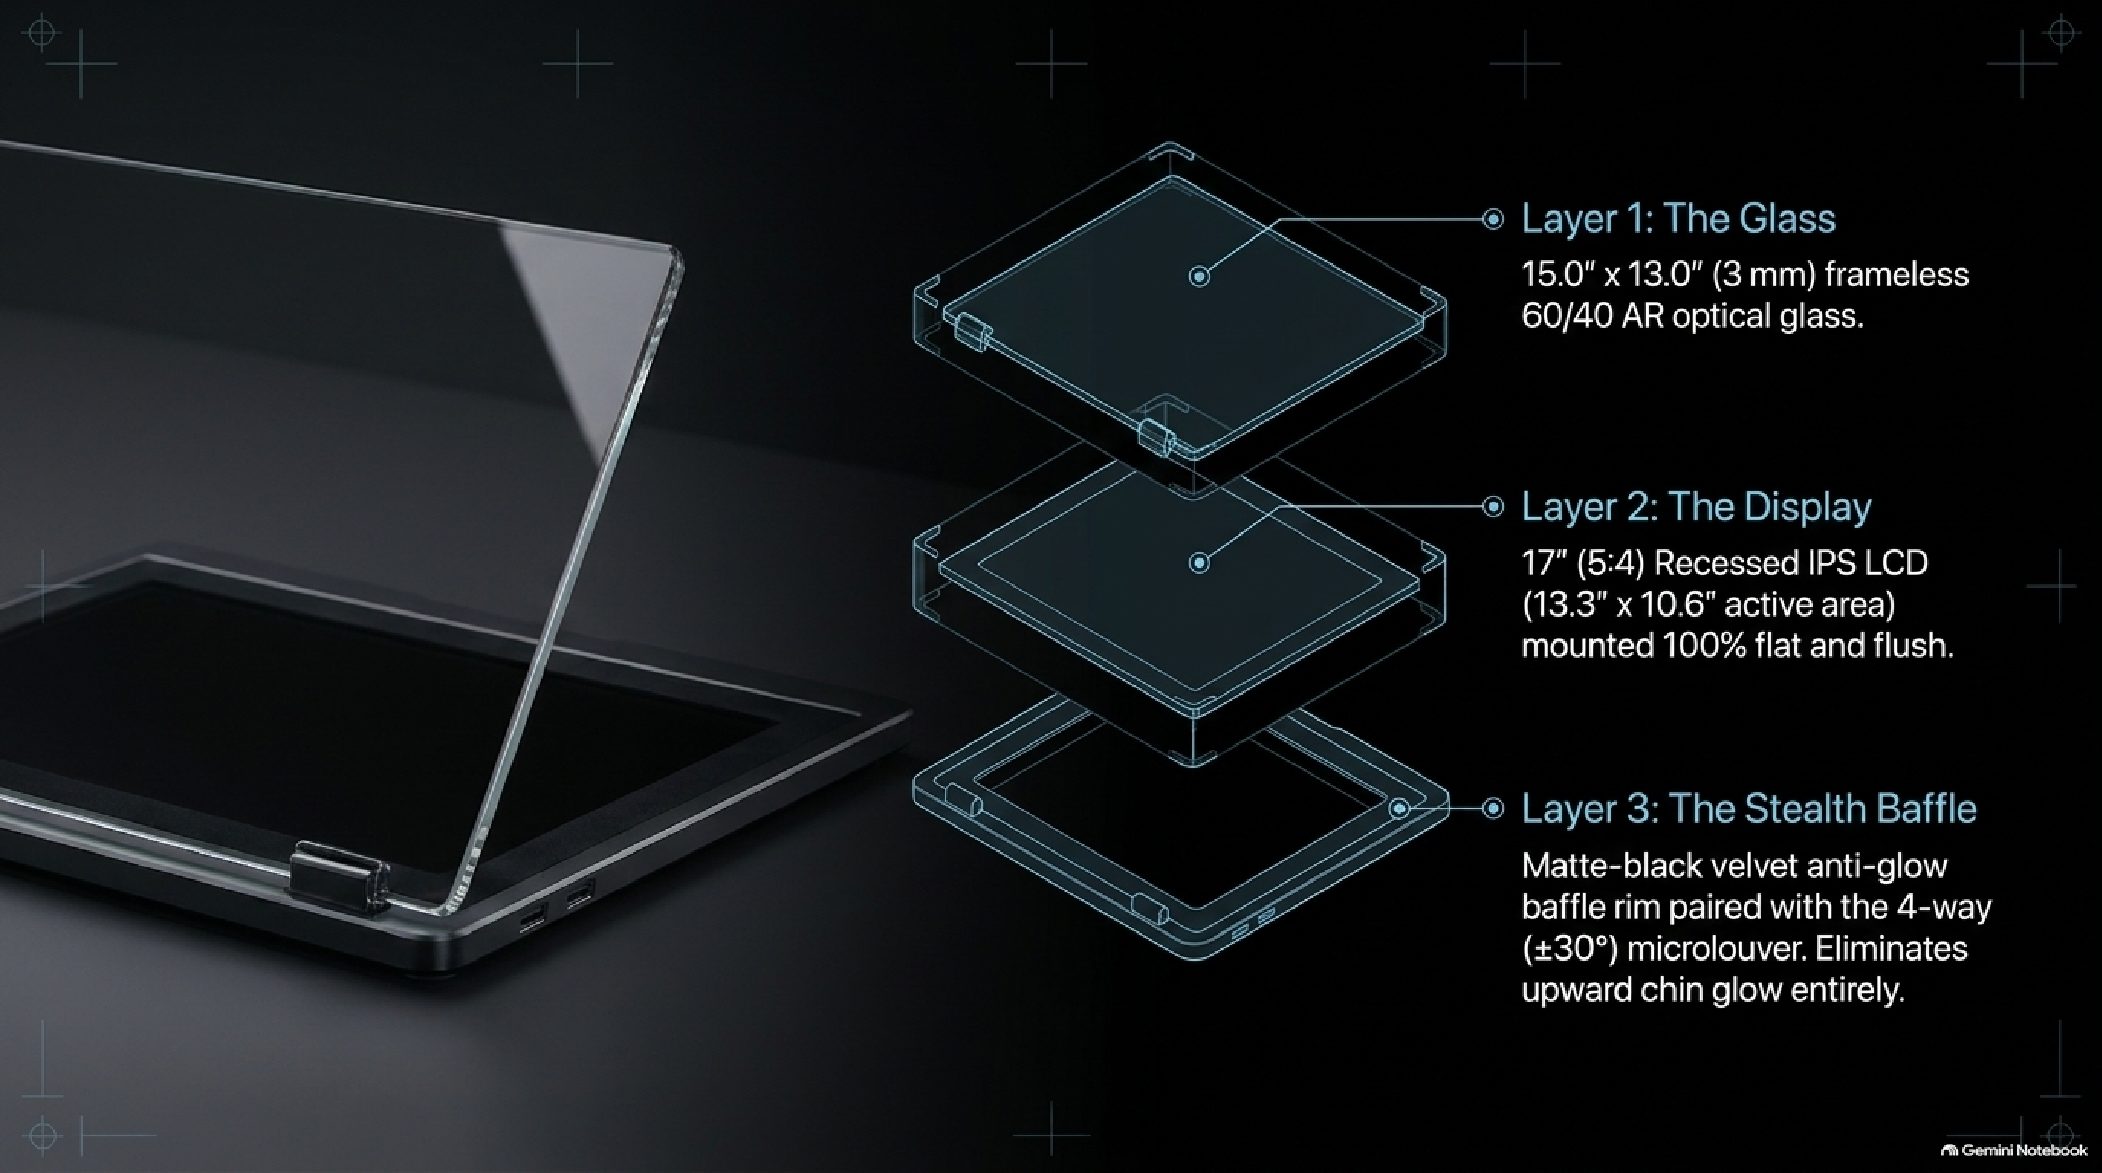 Layer 1: The Glass
15.0" x 13.0" (3 mm) frameless
60/40 AR optical glass.
Layer 2: The Display
17" (5:4) Recessed IPS LCD
(13.3" x 10.6" active area)
mounted 100% flat and flush.
Layer 3: The Stealth Baffle
Matte-black velvet anti-glow
baffle rim paired with the 4-way
(±30°) microlouver. Eliminates
upward chin glow entirely.
Gemini Notebook